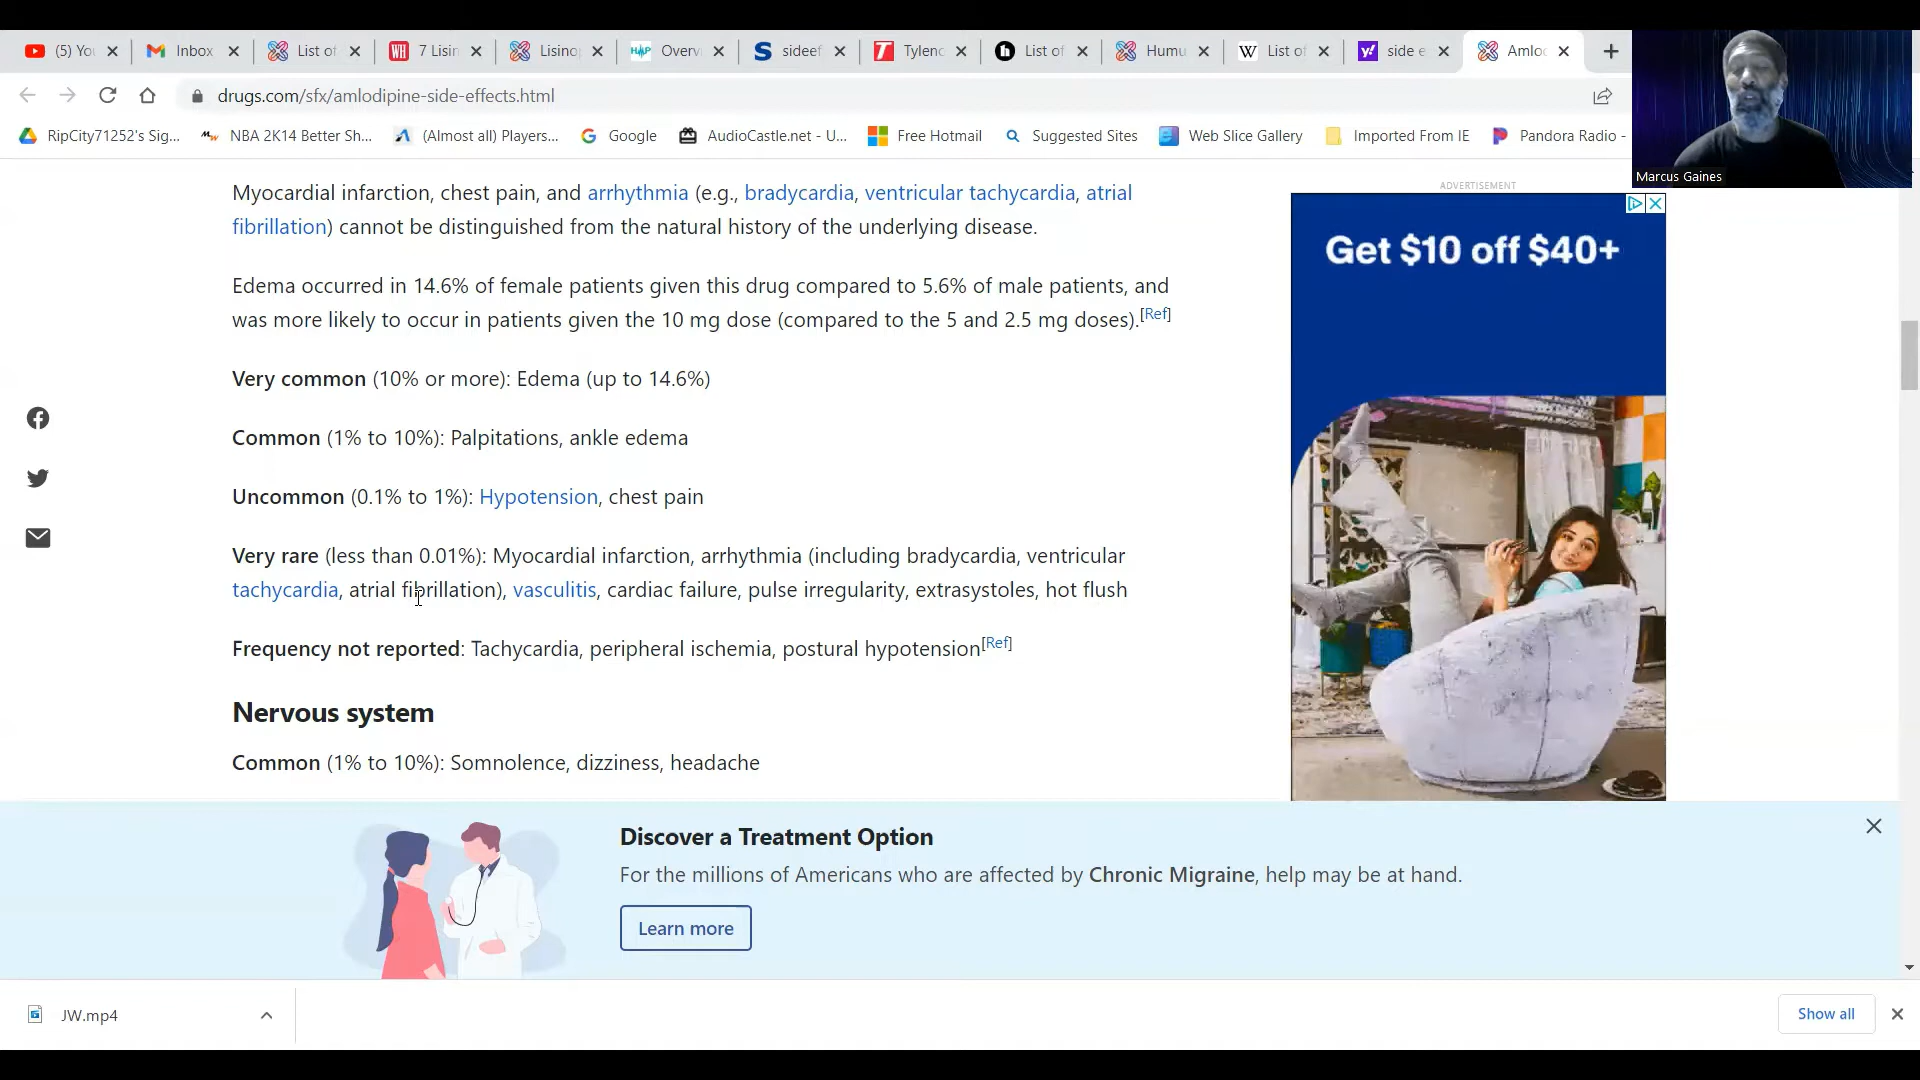 (5) Yo
Inbox
List of
7 Lisin
Lisino
Overv
sideef
Tylenc
List of
Humu
List of
side e
Amlo
drugs.com/sfx/amlodipine-side-effects.html
RipCity71252's Sig...
NBA 2K14 Better Sh...
(Almost all) Players...
Google
AudioCastle.net - U...
Free Hotmail
Suggested Sites
Web Slice Gallery
Imported From IE
Pandora Radio -
Marcus Gaines
Myocardial infarction, chest pain, and arrhythmia (e.g., bradycardia, ventricular tachycardia, atrial
fibrillation) cannot be distinguished from the natural history of the underlying disease.
Edema occurred in 14.6% of female patients given this drug compared to 5.6% of male patients, and
was more likely to occur in patients given the 10 mg dose (compared to the 5 and 2.5 mg doses).[Ref]
Very common (10% or more): Edema (up to 14.6%)
Common (1% to 10%): Palpitations, ankle edema
Uncommon (0.1% to 1%): Hypotension, chest pain
Very rare (less than 0.01%): Myocardial infarction, arrhythmia (including bradycardia, ventricular
tachycardia, atrial fibrillation), vasculitis, cardiac failure, pulse irregularity, extrasystoles, hot flush
Frequency not reported: Tachycardia, peripheral ischemia, postural hypotension[Ref]
Nervous system
Common (1% to 10%): Somnolence, dizziness, headache
ADVERTISEMENT
Get $10 off $40+
Discover a Treatment Option
For the millions of Americans who are affected by Chronic Migraine, help may be at hand.
Learn more
JW.mp4
Show all